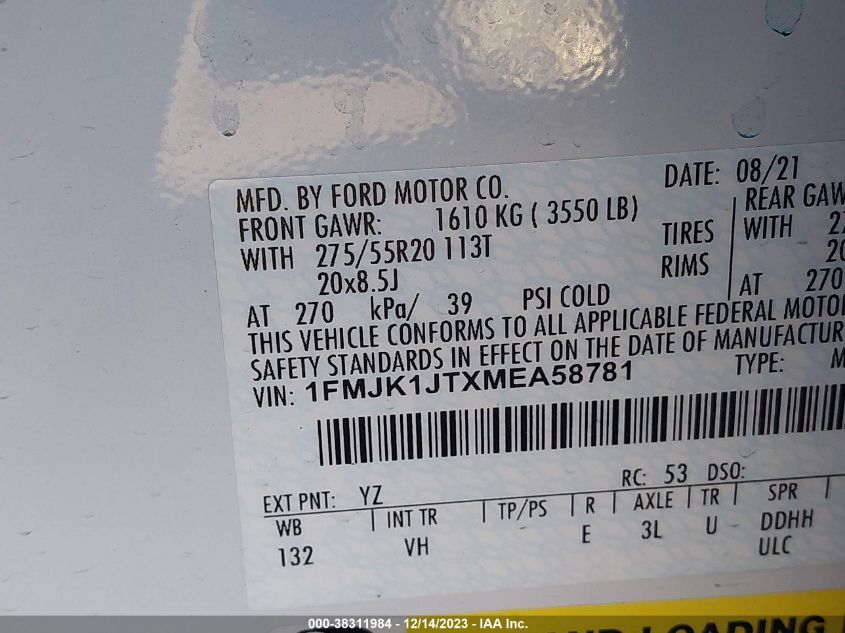 MFD. BY FORD MOTOR CO.
DATE: 08/21
FRONT GAWR: 1610 KG ( 3550 LB)
REAR GAW
WITH 275/55R20 113T TIRES WITH 27
20x8.5J RIMS 20
AT 270 kPa/ 39 PSI COLD AT 270
THIS VEHICLE CONFORMS TO ALL APPLICABLE FEDERAL MOTO
SAFETY STANDARDS IN EFFECT ON THE DATE OF MANUFACTUR
VIN: 1FMJK1JTXMEA58781 TYPE: M
EXT PNT: YZ RC: 53 DSO:
WB INT TR TP/PS R AXLE TR SPR
132 VH E 3L U DDHH
ULC
AND LOADING
000-38311984 - 12/14/2023 - IAA Inc.